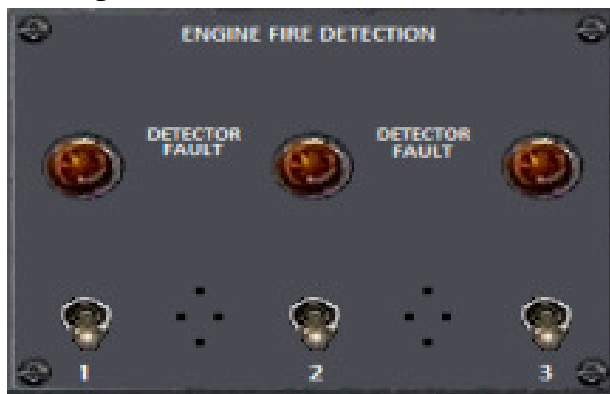 ENGINE FIRE DETECTION
DETECTOR
FAULT
DETECTOR
FAULT
1
2
3